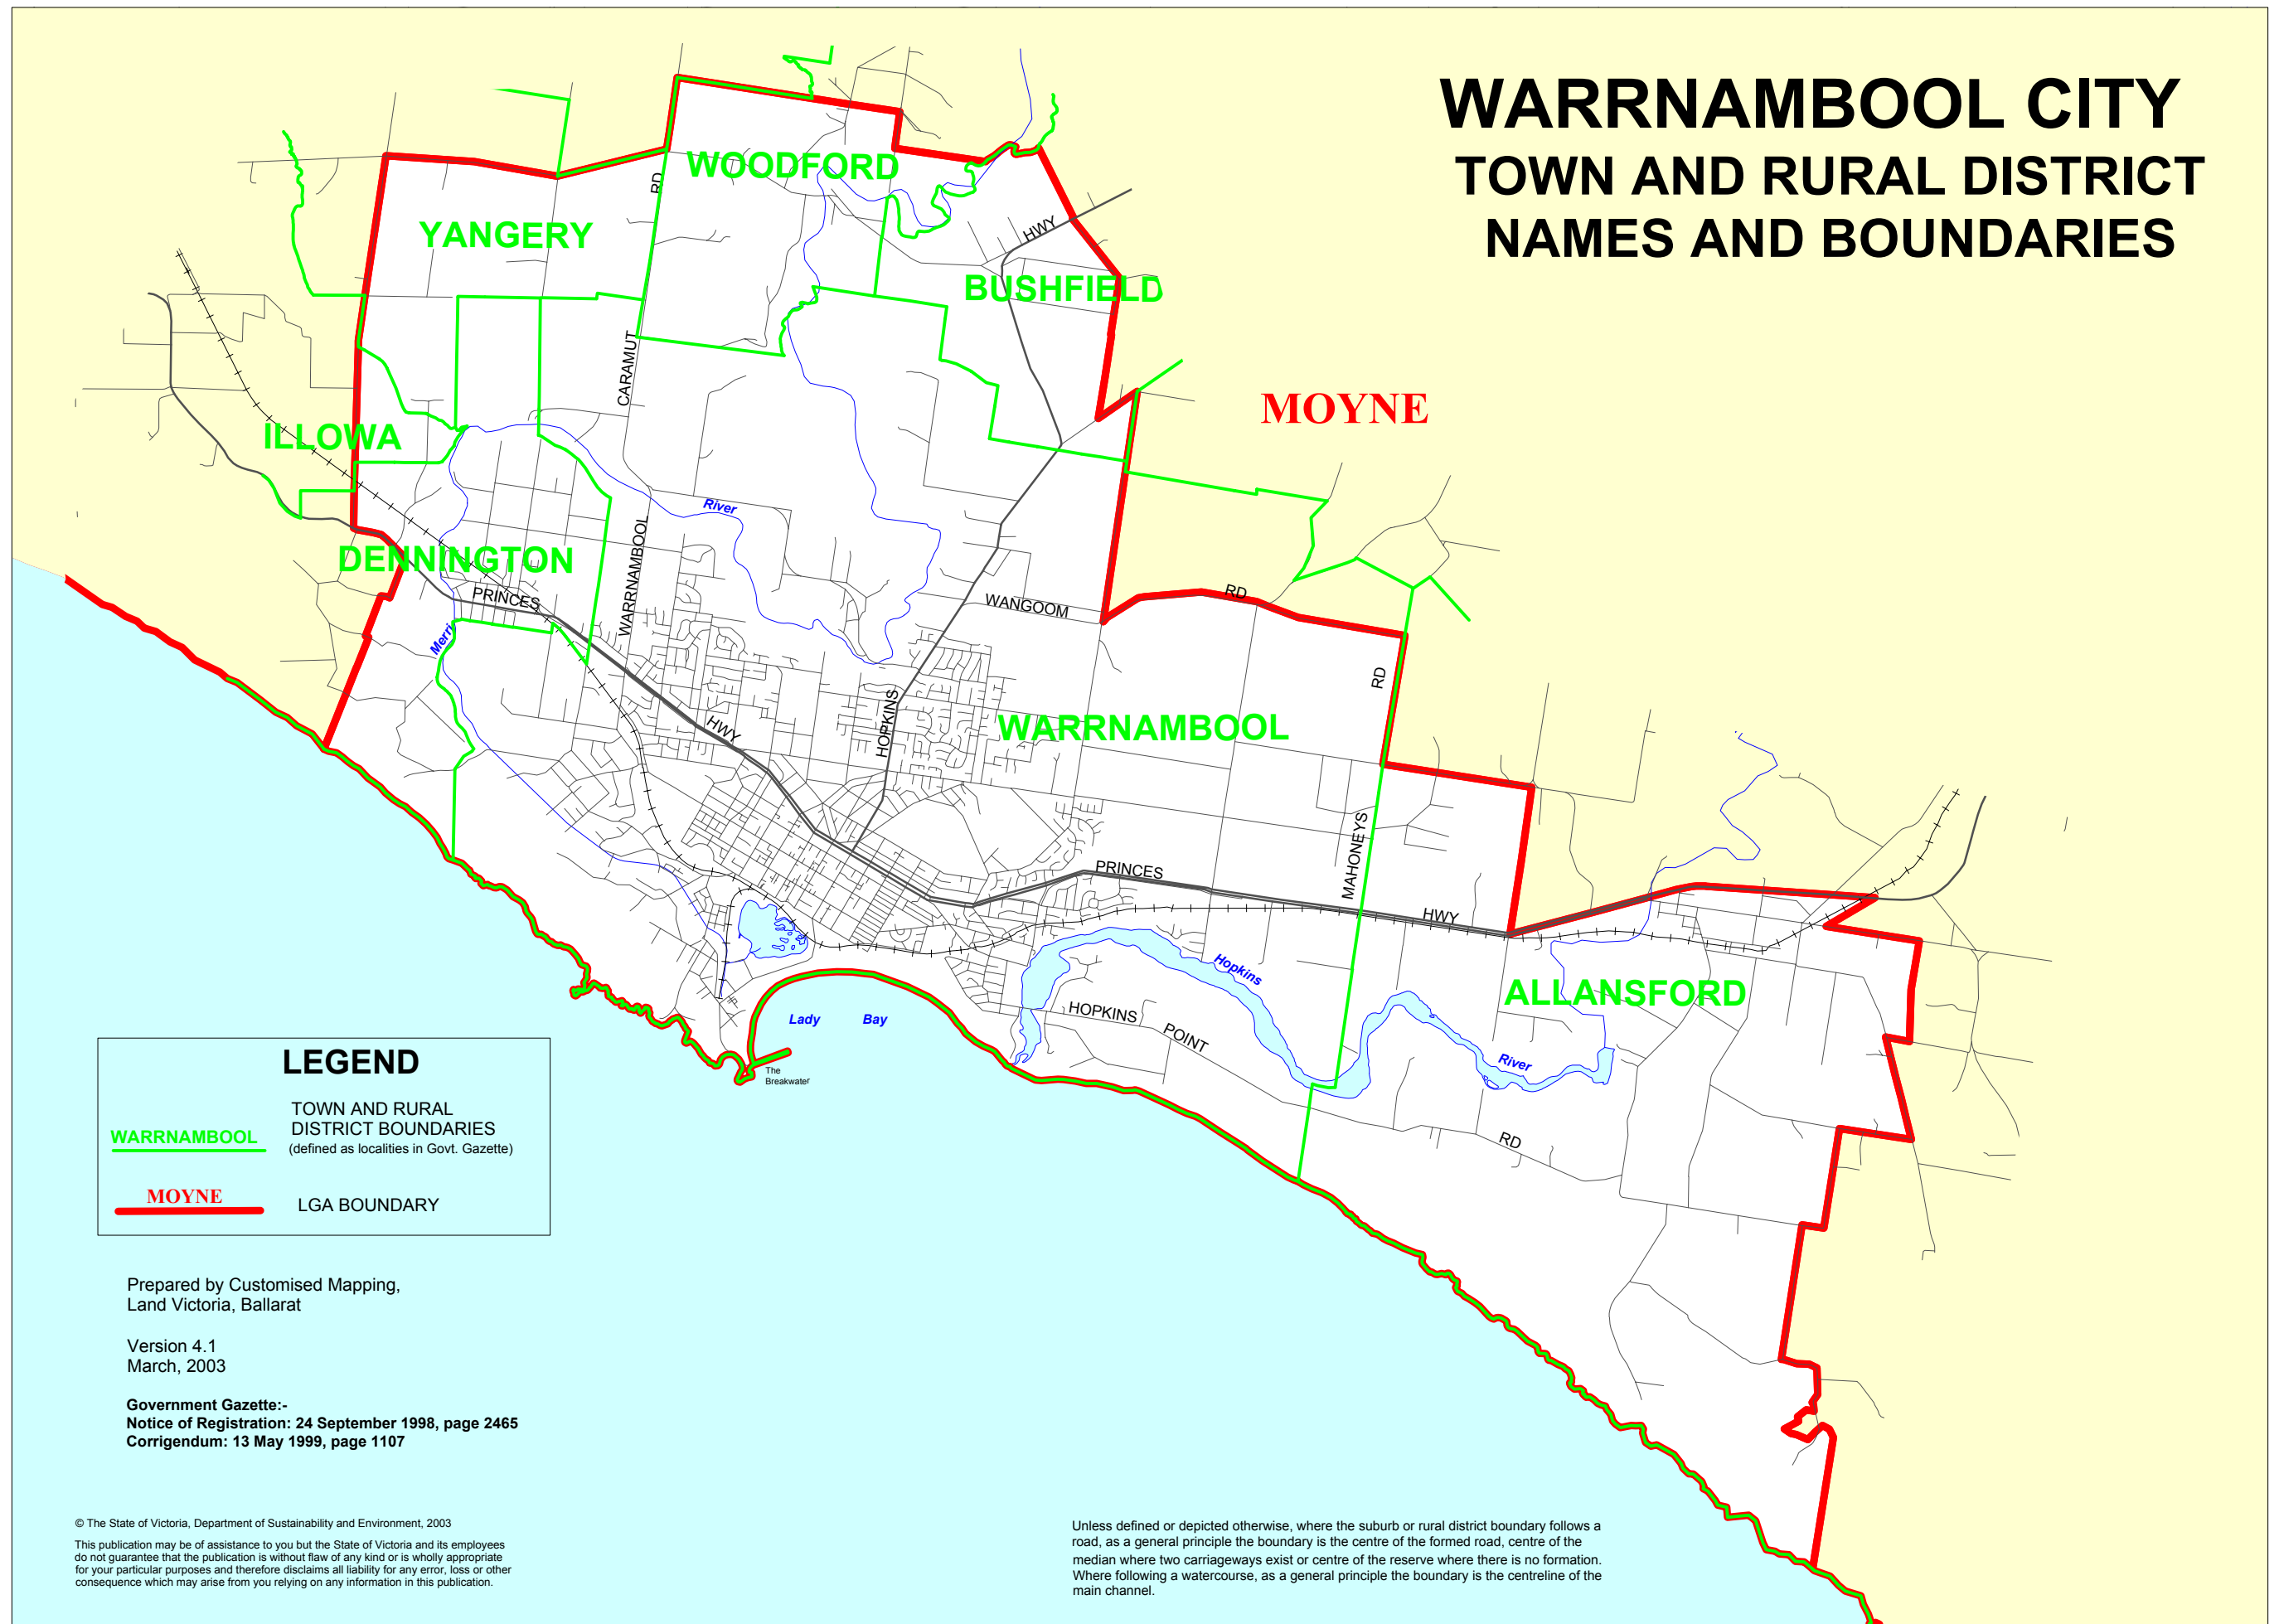 WARRNAMBOOL CITY
TOWN AND RURAL DISTRICT
NAMES AND BOUNDARIES
WOODFORD
RD
YANGERY
HWY
BUSHFIELD
CARAMUT
MOYNE
ILLOWA
River
WARRNAMBOOL
DENNINGTON
PRINCES
WANGOOM
RD
Merri
RD
HOPKINS
HWY
WARRNAMBOOL
MAHONEYS
PRINCES
HWY
Hopkins
ALLANSFORD
HOPKINS
POINT
Lady Bay
River
The
Breakwater
RD
LEGEND
WARRNAMBOOL
TOWN AND RURAL
DISTRICT BOUNDARIES
(defined as localities in Govt. Gazette)
MOYNE
LGA BOUNDARY
Prepared by Customised Mapping,
Land Victoria, Ballarat
Version 4.1
March, 2003
Government Gazette:-
Notice of Registration: 24 September 1998, page 2465
Corrigendum: 13 May 1999, page 1107
© The State of Victoria, Department of Sustainability and Environment, 2003
This publication may be of assistance to you but the State of Victoria and its employees
do not guarantee that the publication is without flaw of any kind or is wholly appropriate
for your particular purposes and therefore disclaims all liability for any error, loss or other
consequence which may arise from you relying on any information in this publication.
Unless defined or depicted otherwise, where the suburb or rural district boundary follows a
road, as a general principle the boundary is the centre of the formed road, centre of the
median where two carriageways exist or centre of the reserve where there is no formation.
Where following a watercourse, as a general principle the boundary is the centreline of the
main channel.